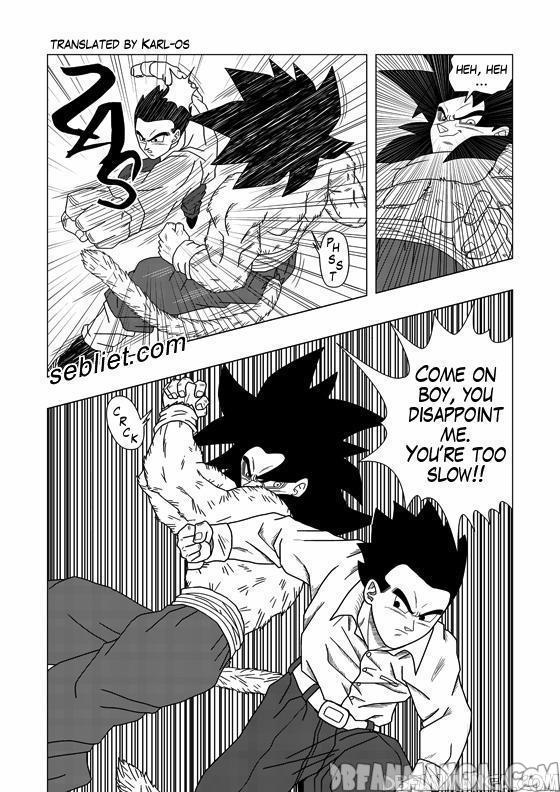 TRANSLATED BY KARL-OS
HEH, HEH
...
ZAS
PHSST
sebliet.com
CRCK
COME ON
BOY, YOU
DISAPPOINT
ME.
YOU'RE TOO
SLOW!!
DBFANMANGA.COM